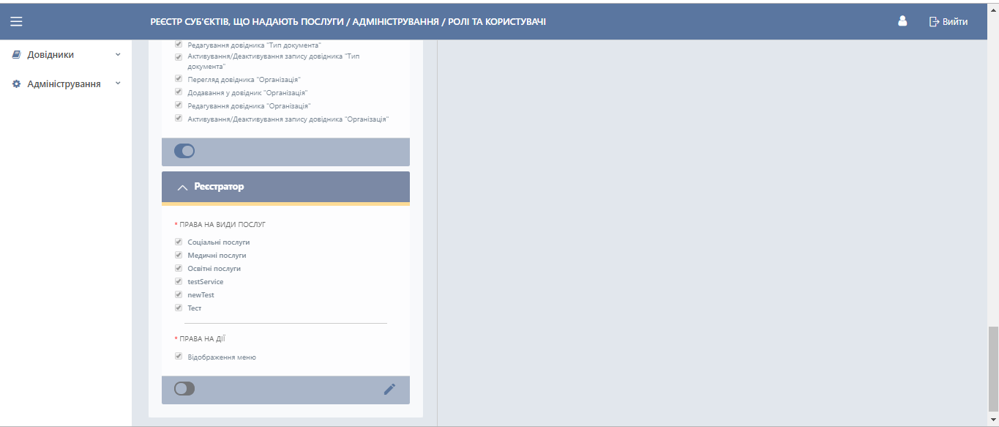 РЕЄСТР СУБ'ЄКТІВ, ЩО НАДАЮТЬ ПОСЛУГИ / АДМІНІСТРУВАННЯ / РОЛІ ТА КОРИСТУВАЧІ
Вийти
Довідники
Адміністрування
Редагування довідника "Тип документа"
Активування/Деактивування запису довідника "Тип
документа"
Перегляд довідника "Організація"
Додавання у довідник "Організація"
Редагування довідника "Організація"
Активування/Деактивування запису довідника "Організація"
Реєстратор
* ПРАВА НА ВИДИ ПОСЛУГ
Соціальні послуги
Медичні послуги
Освітні послуги
testService
newTest
Тест
* ПРАВА НА ДІЇ
Відображення меню